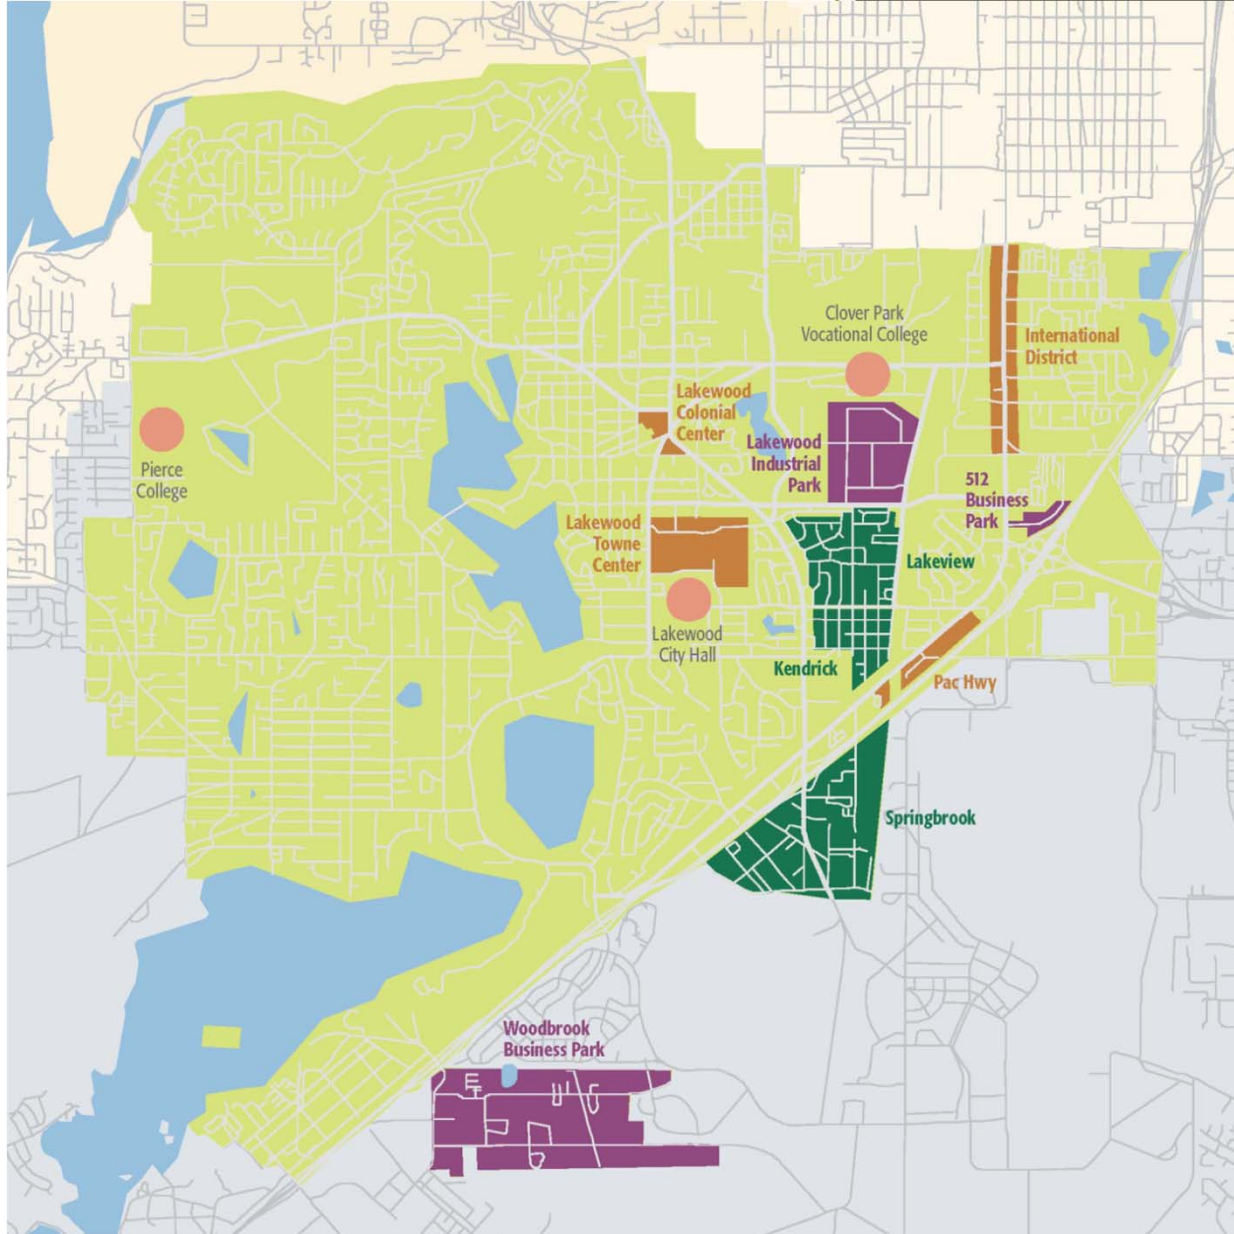 Clover Park
Vocational College
International
District
Lakewood
Colonial
Center
Lakewood
Industrial
Park
Pierce
College
512
Business
Park
Lakewood
Towne
Center
Lakeview
Lakewood
City Hall
Kendrick
Pac Hwy
Springbrook
Woodbrook
Business Park